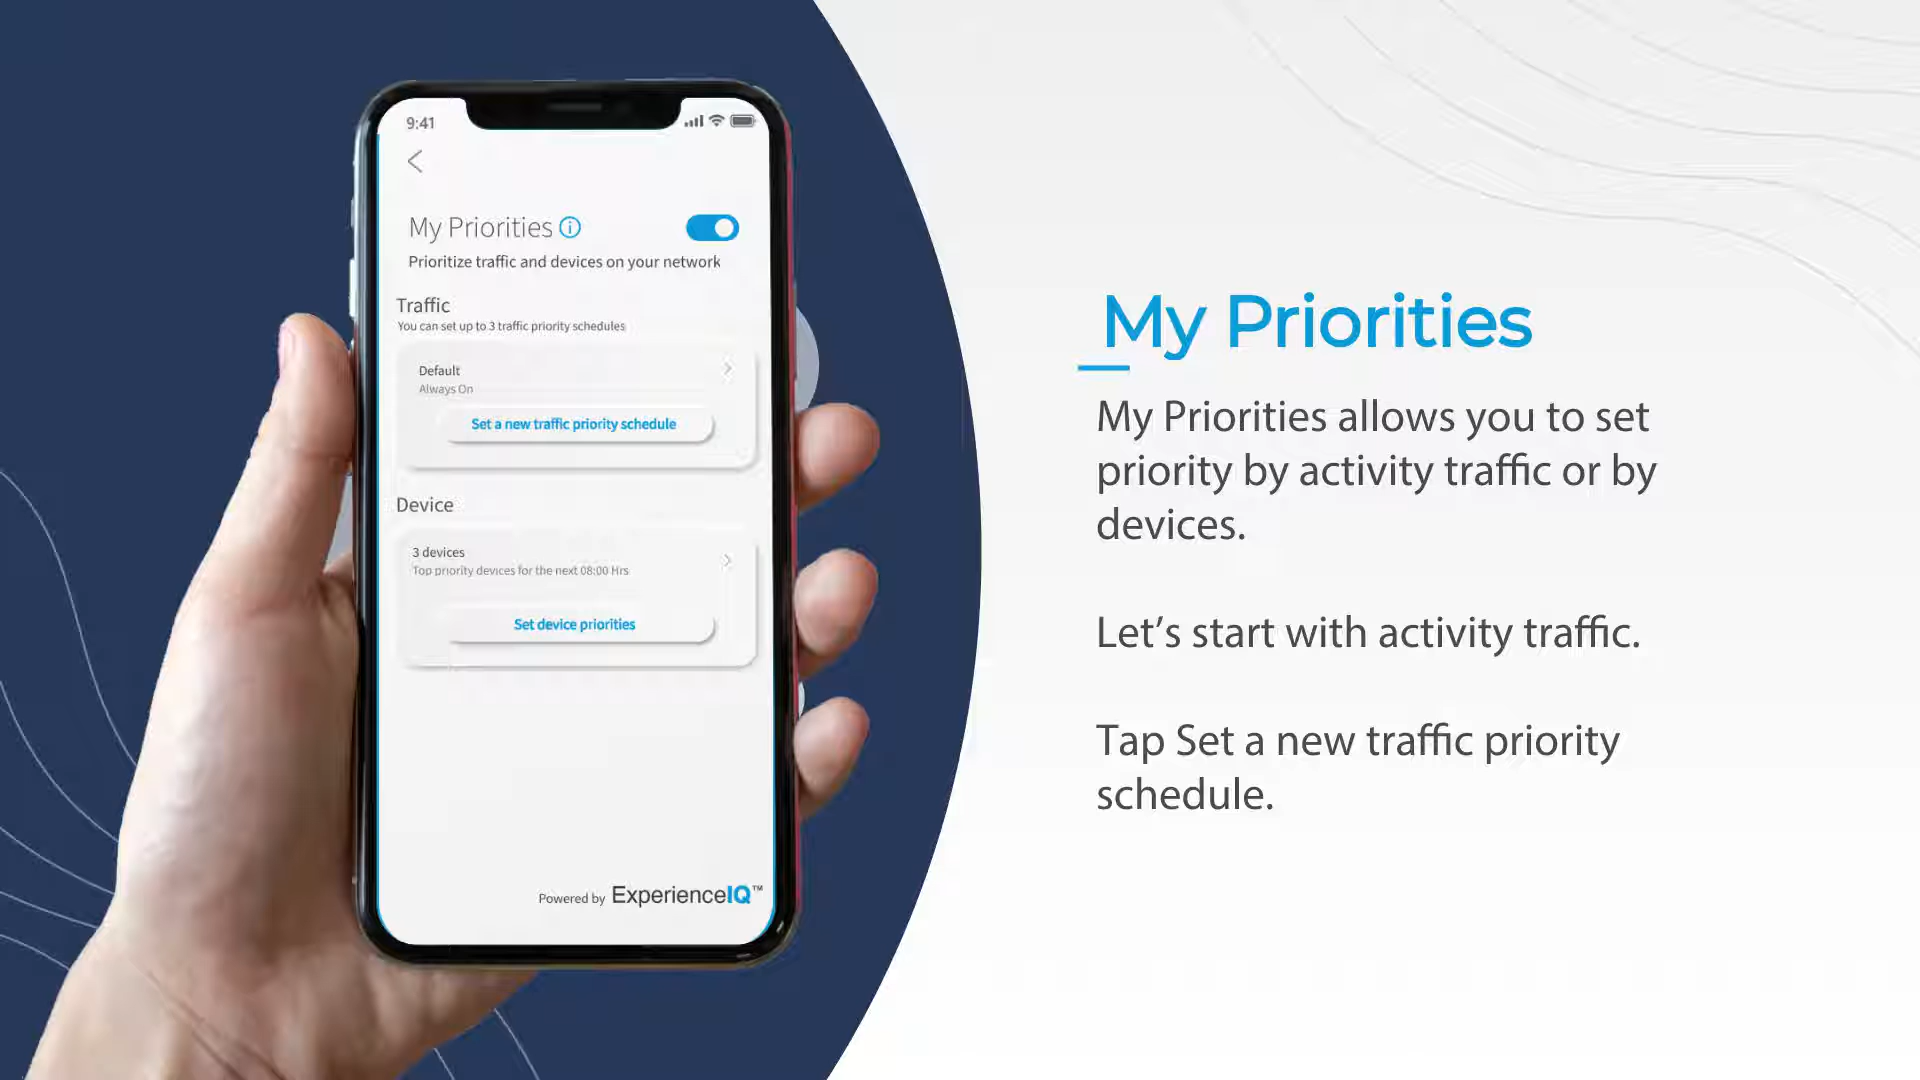 9:41
My Priorities
Prioritize traffic and devices on your network
Traffic
You can set up to 3 traffic priority schedules
Default
Always On
Set a new traffic priority schedule
Device
3 devices
Top priority devices for the next 08:00 Hrs
Set device priorities
Powered by ExperienceIQ™
My Priorities
My Priorities allows you to set
priority by activity traffic or by
devices.
Let's start with activity traffic.
Tap Set a new traffic priority
schedule.